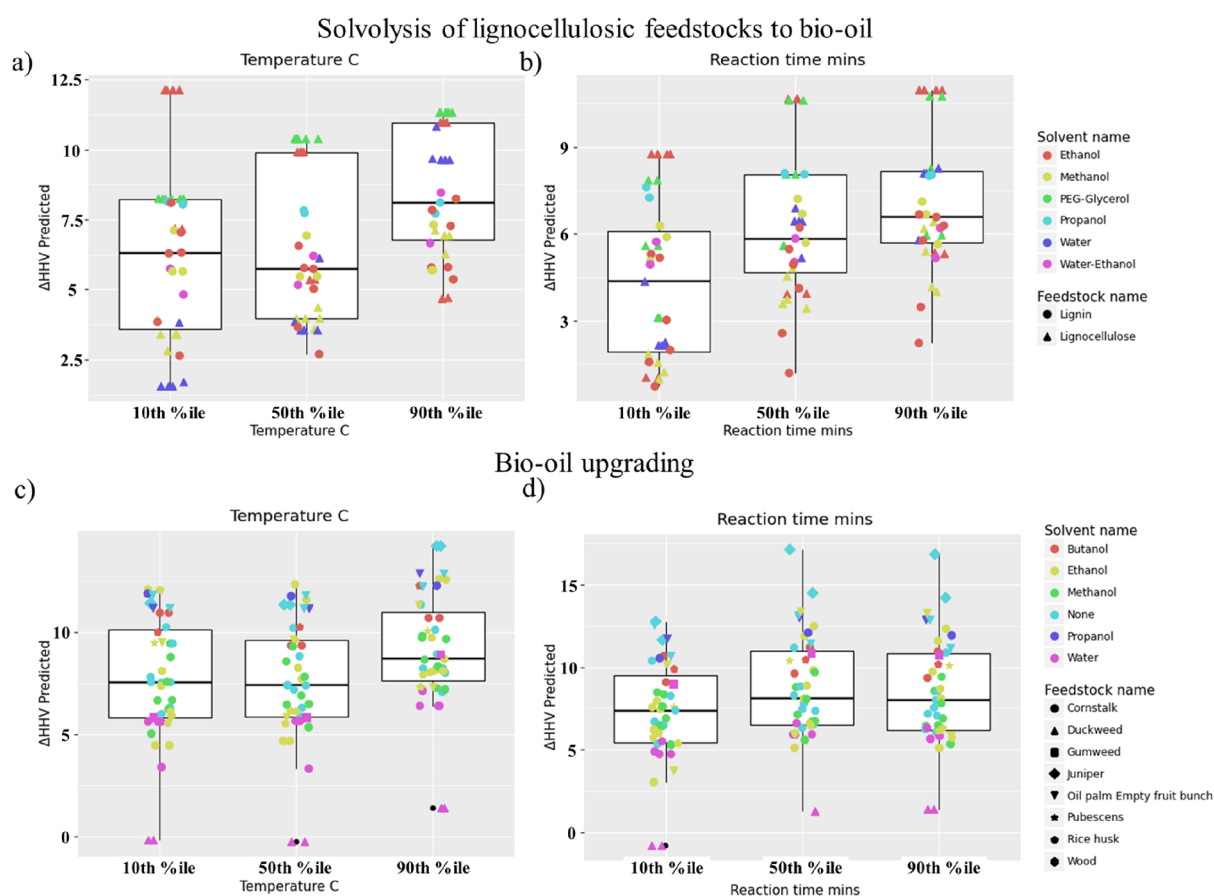 Solvolysis of lignocellulosic feedstocks to bio-oil
a)
Temperature C
ΔHHV Predicted
12.5
10
7.5
5
2.5
10th %ile
50th %ile
90th %ile
Temperature C
b)
Reaction time mins
ΔHHV Predicted
9
6
3
10th %ile
50th %ile
90th %ile
Reaction time mins
Solvent name
Ethanol
Methanol
PEG-Glycerol
Propanol
Water
Water-Ethanol
Feedstock name
Lignin
Lignocellulose
Bio-oil upgrading
c)
Temperature C
ΔHHV Predicted
10
5
0
10th %ile
50th %ile
90th %ile
Temperature C
d)
Reaction time mins
ΔHHV Predicted
15
10
5
0
10th %ile
50th %ile
90th %ile
Reaction time mins
Solvent name
Butanol
Ethanol
Methanol
None
Propanol
Water
Feedstock name
Cornstalk
Duckweed
Gumweed
Juniper
Oil palm Empty fruit bunch
Pubescens
Rice husk
Wood